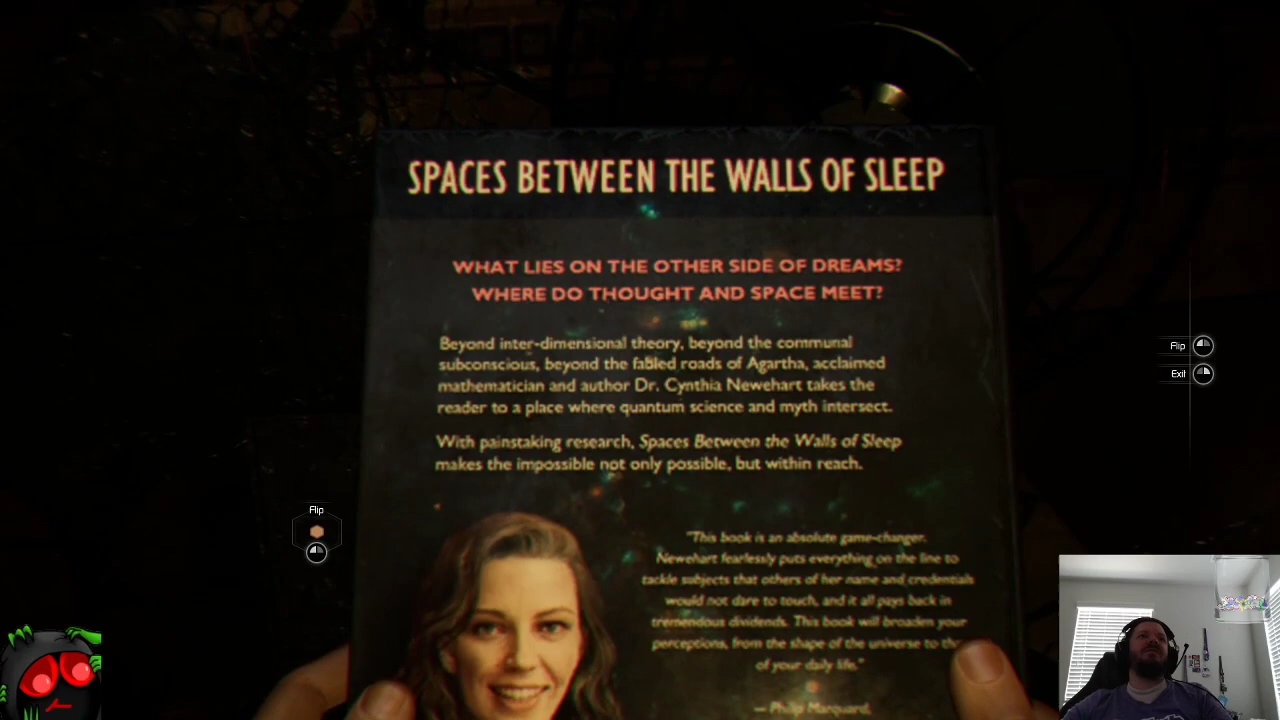 SPACES BETWEEN THE WALLS OF SLEEP
WHAT LIES ON THE OTHER SIDE OF DREAMS?
WHERE DO THOUGHT AND SPACE MEET?
Beyond inter-dimensional theory, beyond the communal
subconscious, beyond the fabled roads of Agartha, acclaimed
mathematician and author Dr. Cynthia Newehart takes the
reader to a place where quantum science and myth intersect.
With painstaking research, Spaces Between the Walls of Sleep
makes the impossible not only possible, but within reach.
"This book is an absolute game-changer.
Newehart fearlessly puts everything on the line to
tackle subjects that others of her name and credentials
would not dare to touch, and it all pays back in
tremendous dividends. This book will broaden your
perceptions, from the shape of the universe to the
of your daily life."
— Philip Marquard,
Flip
Exit
Flip